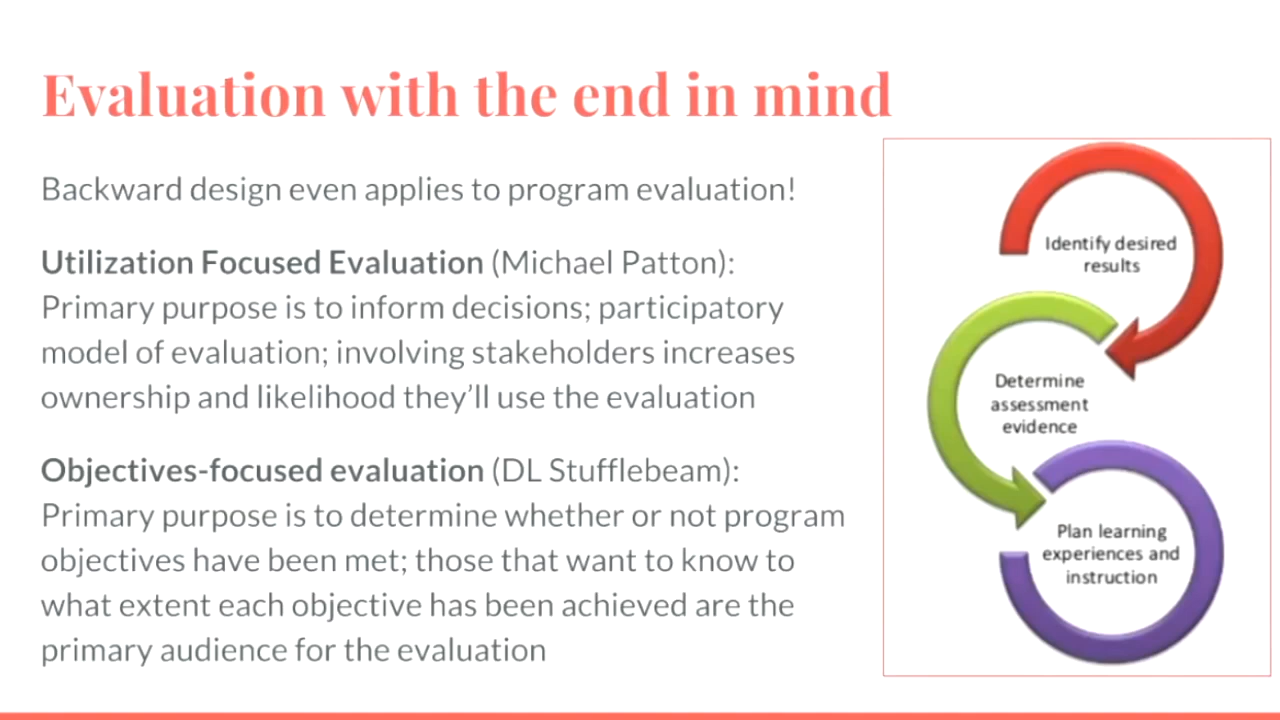 Evaluation with the end in mind
Backward design even applies to program evaluation!
Utilization Focused Evaluation (Michael Patton):
Primary purpose is to inform decisions; participatory
model of evaluation; involving stakeholders increases
ownership and likelihood they’ll use the evaluation
Objectives-focused evaluation (DL Stufflebeam):
Primary purpose is to determine whether or not program
objectives have been met; those that want to know to
what extent each objective has been achieved are the
primary audience for the evaluation
Identify desired
results
Determine
assessment
evidence
Plan learning
experiences and
instruction